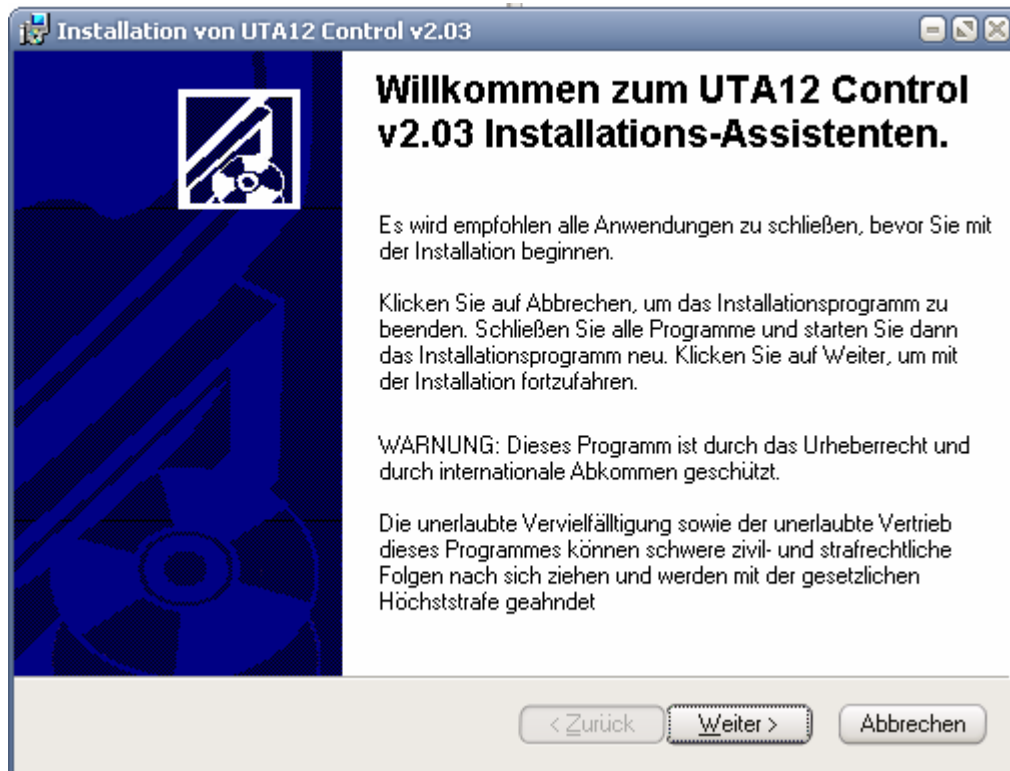 Installation von UTA12 Control v2.03
Willkommen zum UTA12 Control
v2.03 Installations-Assistenten.
Es wird empfohlen alle Anwendungen zu schließen, bevor Sie mit
der Installation beginnen.
Klicken Sie auf Abbrechen, um das Installationsprogramm zu
beenden. Schließen Sie alle Programme und starten Sie dann
das Installationsprogramm neu. Klicken Sie auf Weiter, um mit
der Installation fortzufahren.
WARNUNG: Dieses Programm ist durch das Urheberrecht und
durch internationale Abkommen geschützt.
Die unerlaubte Vervielfälltigung sowie der unerlaubte Vertrieb
dieses Programmes können schwere zivil- und strafrechtliche
Folgen nach sich ziehen und werden mit der gesetzlichen
Höchststrafe geahndet
< Zurück Weiter > Abbrechen